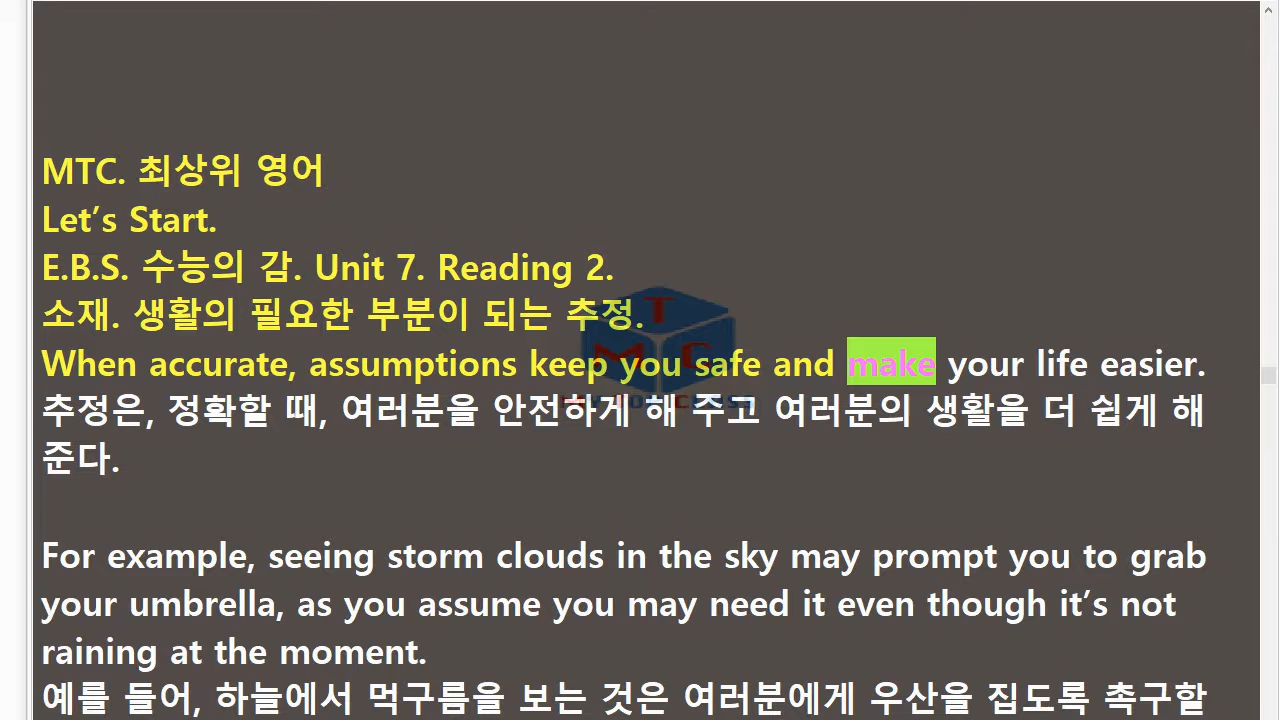 MTC. 최상위 영어
Let’s Start.
E.B.S. 수능의 감. Unit 7. Reading 2.
소재. 생활의 필요한 부분이 되는 추정.
When accurate, assumptions keep you safe and make your life easier.
추정은, 정확할 때, 여러분을 안전하게 해 주고 여러분의 생활을 더 쉽게 해
준다.
For example, seeing storm clouds in the sky may prompt you to grab
your umbrella, as you assume you may need it even though it’s not
raining at the moment.
예를 들어, 하늘에서 먹구름을 보는 것은 여러분에게 우산을 집도록 촉구할
M T C